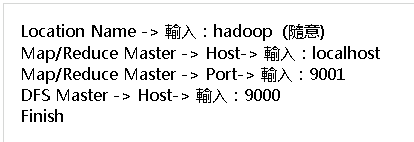 Location Name -> 輸入：hadoop (隨意)
Map/Reduce Master -> Host-> 輸入：localhost
Map/Reduce Master -> Port-> 輸入：9001
DFS Master -> Host-> 輸入：9000
Finish